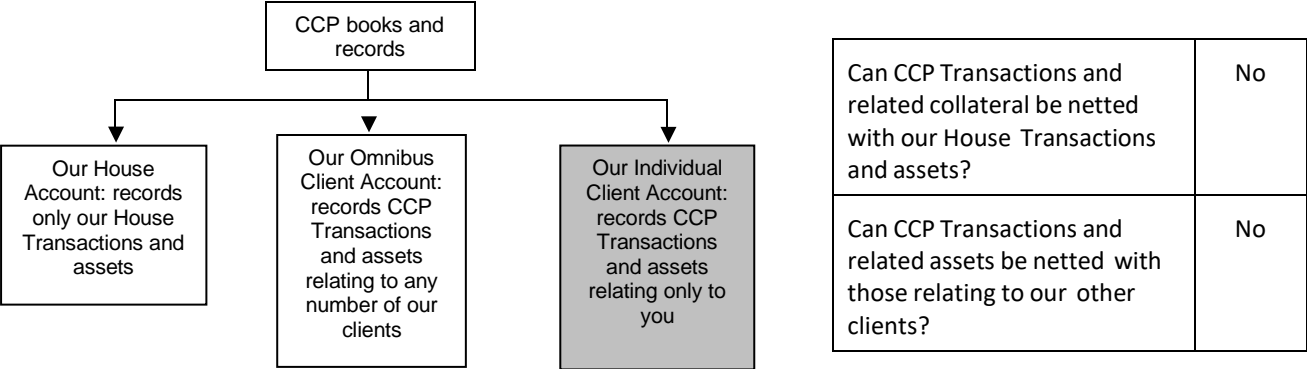 CCP books and
records
Our House
Account: records
only our House
Transactions and
assets
Our Omnibus
Client Account:
records CCP
Transactions
and assets
relating to any
number of our
clients
Our Individual
Client Account:
records CCP
Transactions
and assets
relating only to
you
Can CCP Transactions and
related collateral be netted
with our House Transactions
and assets?
No
Can CCP Transactions and
related assets be netted with
those relating to our other
clients?
No